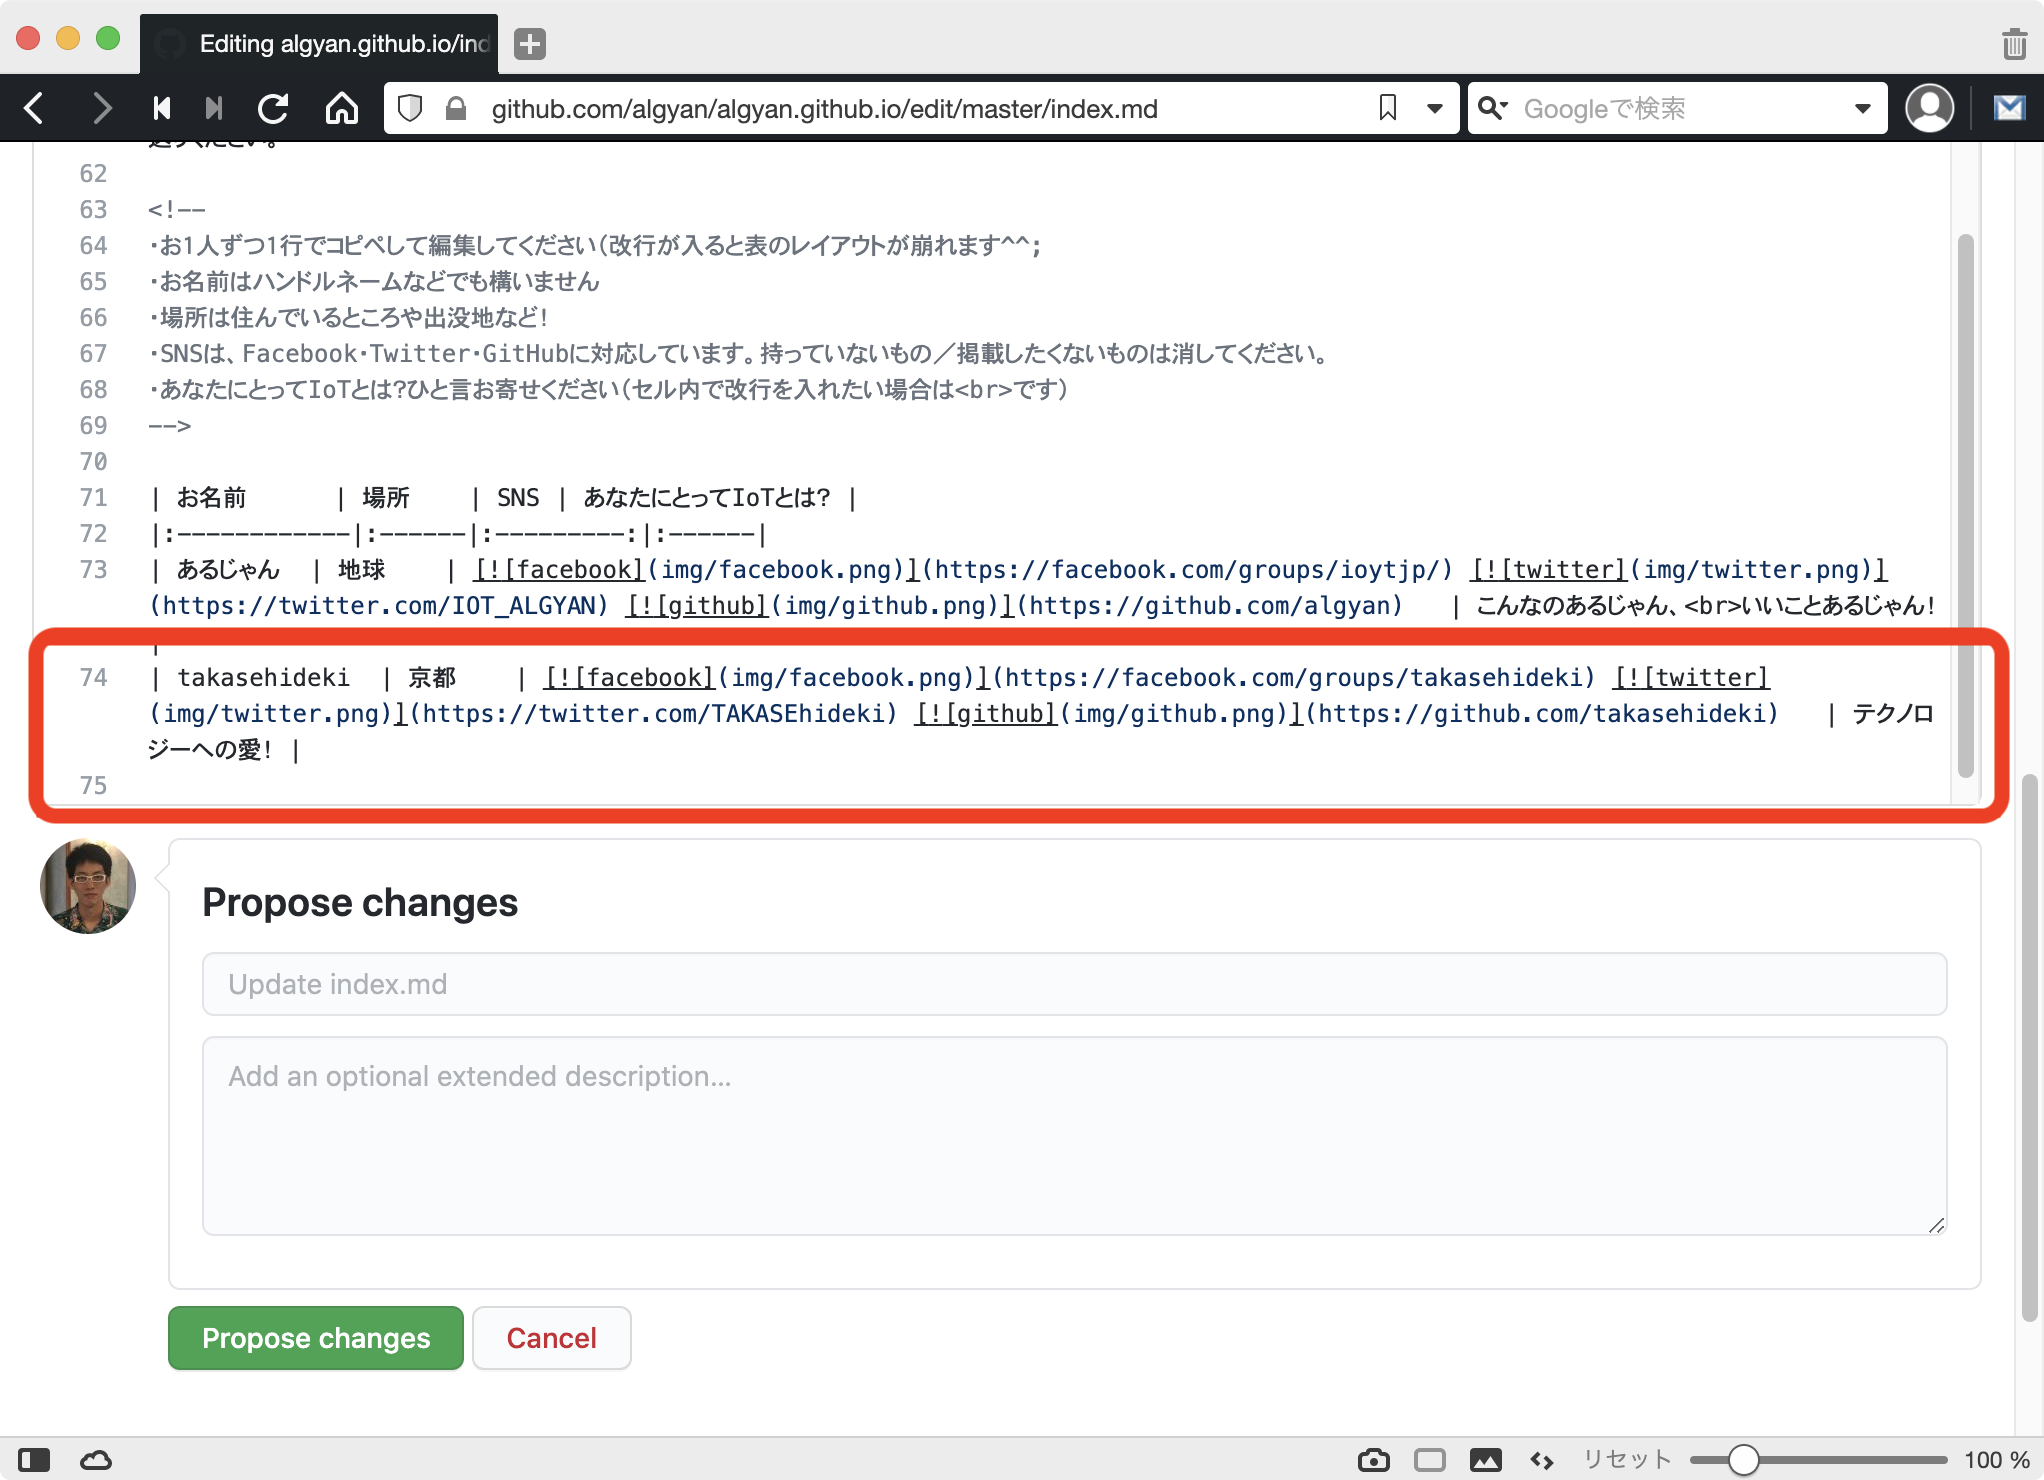 Editing algyan.github.io/ind
github.com/algyan/algyan.github.io/edit/master/index.md
Googleで検索
62
63 <!--
64 ・お1人ずつ1行でコピペして編集してください（改行が入ると表のレイアウトが崩れます^^;
65 ・お名前はハンドルネームなどでも構いません
66 ・場所は住んでいるところや出没地など！
67 ・SNSは、Facebook・Twitter・GitHubに対応しています。持っていないもの／掲載したくないものは消してください。
68 ・あなたにとってIoTとは？ひと言お寄せください（セル内で改行を入れたい場合は<br>です）
69 -->
70
71 | お名前 | 場所 | SNS | あなたにとってIoTとは？ |
72 |:------------|:------|:---------:|:------|
73 | あるじゃん | 地球 | [![facebook](img/facebook.png)](https://facebook.com/groups/ioytjp/) [![twitter](img/twitter.png)]
(https://twitter.com/IOT_ALGYAN) [![github](img/github.png)](https://github.com/algyan) | こんなのあるじゃん、<br>いいことあるじゃん！
|
74 | takasehideki | 京都 | [![facebook](img/facebook.png)](https://facebook.com/groups/takasehideki) [![twitter]
(img/twitter.png)](https://twitter.com/TAKASEhideki) [![github](img/github.png)](https://github.com/takasehideki) | テクノロ
ジーへの愛！ |
75
Propose changes
Update index.md
Add an optional extended description...
Propose changes
Cancel
リセット
100 %